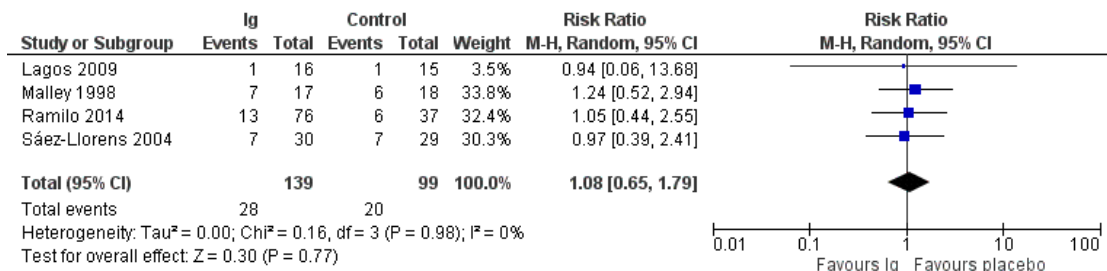 Ig Control Risk Ratio Risk Ratio
Study or Subgroup Events Total Events Total Weight M-H, Random, 95% CI M-H, Random, 95% CI
Lagos 2009 1 16 1 15 3.5% 0.94 [0.06, 13.68]
Malley 1998 7 17 6 18 33.8% 1.24 [0.52, 2.94]
Ramilo 2014 13 76 6 37 32.4% 1.05 [0.44, 2.55]
Sáez-Llorens 2004 7 30 7 29 30.3% 0.97 [0.39, 2.41]
Total (95% CI) 139 99 100.0% 1.08 [0.65, 1.79]
Total events 28 20
Heterogeneity: Tau² = 0.00; Chi² = 0.16, df = 3 (P = 0.98); I² = 0%
Test for overall effect: Z = 0.30 (P = 0.77)
0.01 0.1 1 10 100
Favours Ig Favours placebo